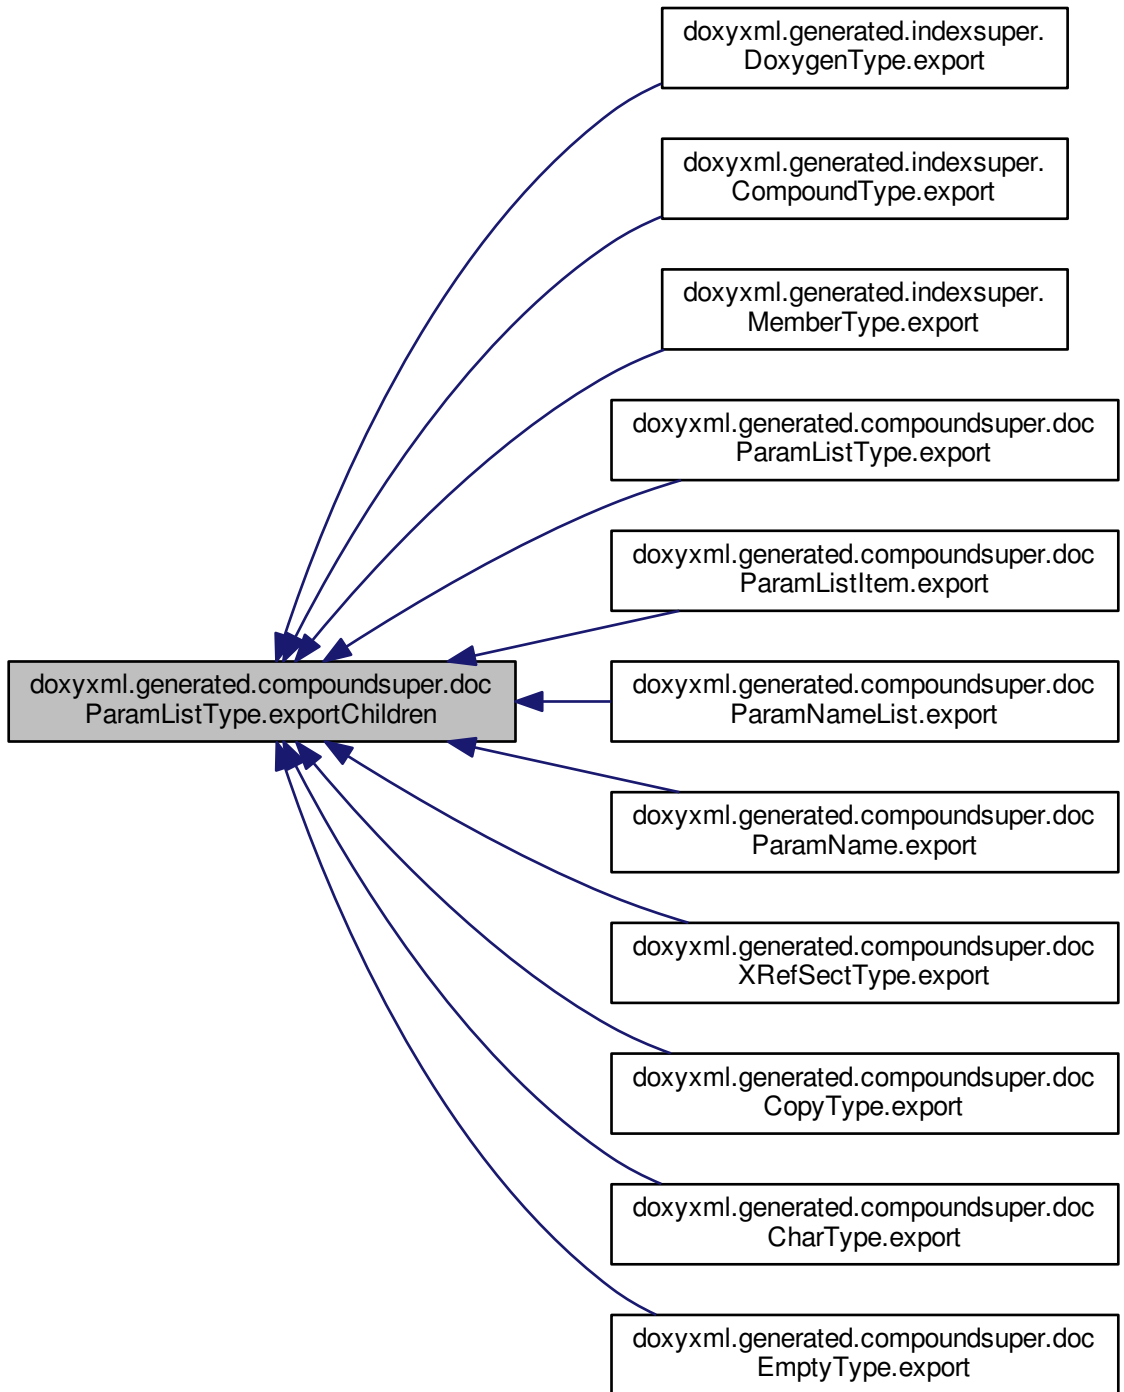 doxyxml.generated.indexsuper.
DoxygenType.export
doxyxml.generated.indexsuper.
CompoundType.export
doxyxml.generated.indexsuper.
MemberType.export
doxyxml.generated.compoundsuper.doc
ParamListType.export
doxyxml.generated.compoundsuper.doc
ParamListItem.export
doxyxml.generated.compoundsuper.doc
ParamListType.exportChildren
doxyxml.generated.compoundsuper.doc
ParamNameList.export
doxyxml.generated.compoundsuper.doc
ParamName.export
doxyxml.generated.compoundsuper.doc
XRefSectType.export
doxyxml.generated.compoundsuper.doc
CopyType.export
doxyxml.generated.compoundsuper.doc
CharType.export
doxyxml.generated.compoundsuper.doc
EmptyType.export